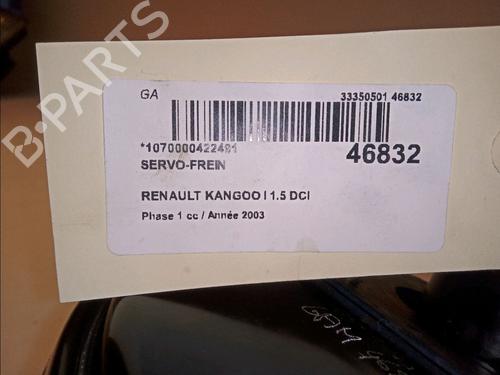 B-PARTS
GA
33350501 46832
*1070000422481
46832
SERVO-FREIN
RENAULT KANGOO I 1.5 DCI
Phase 1 cc / Année 2003